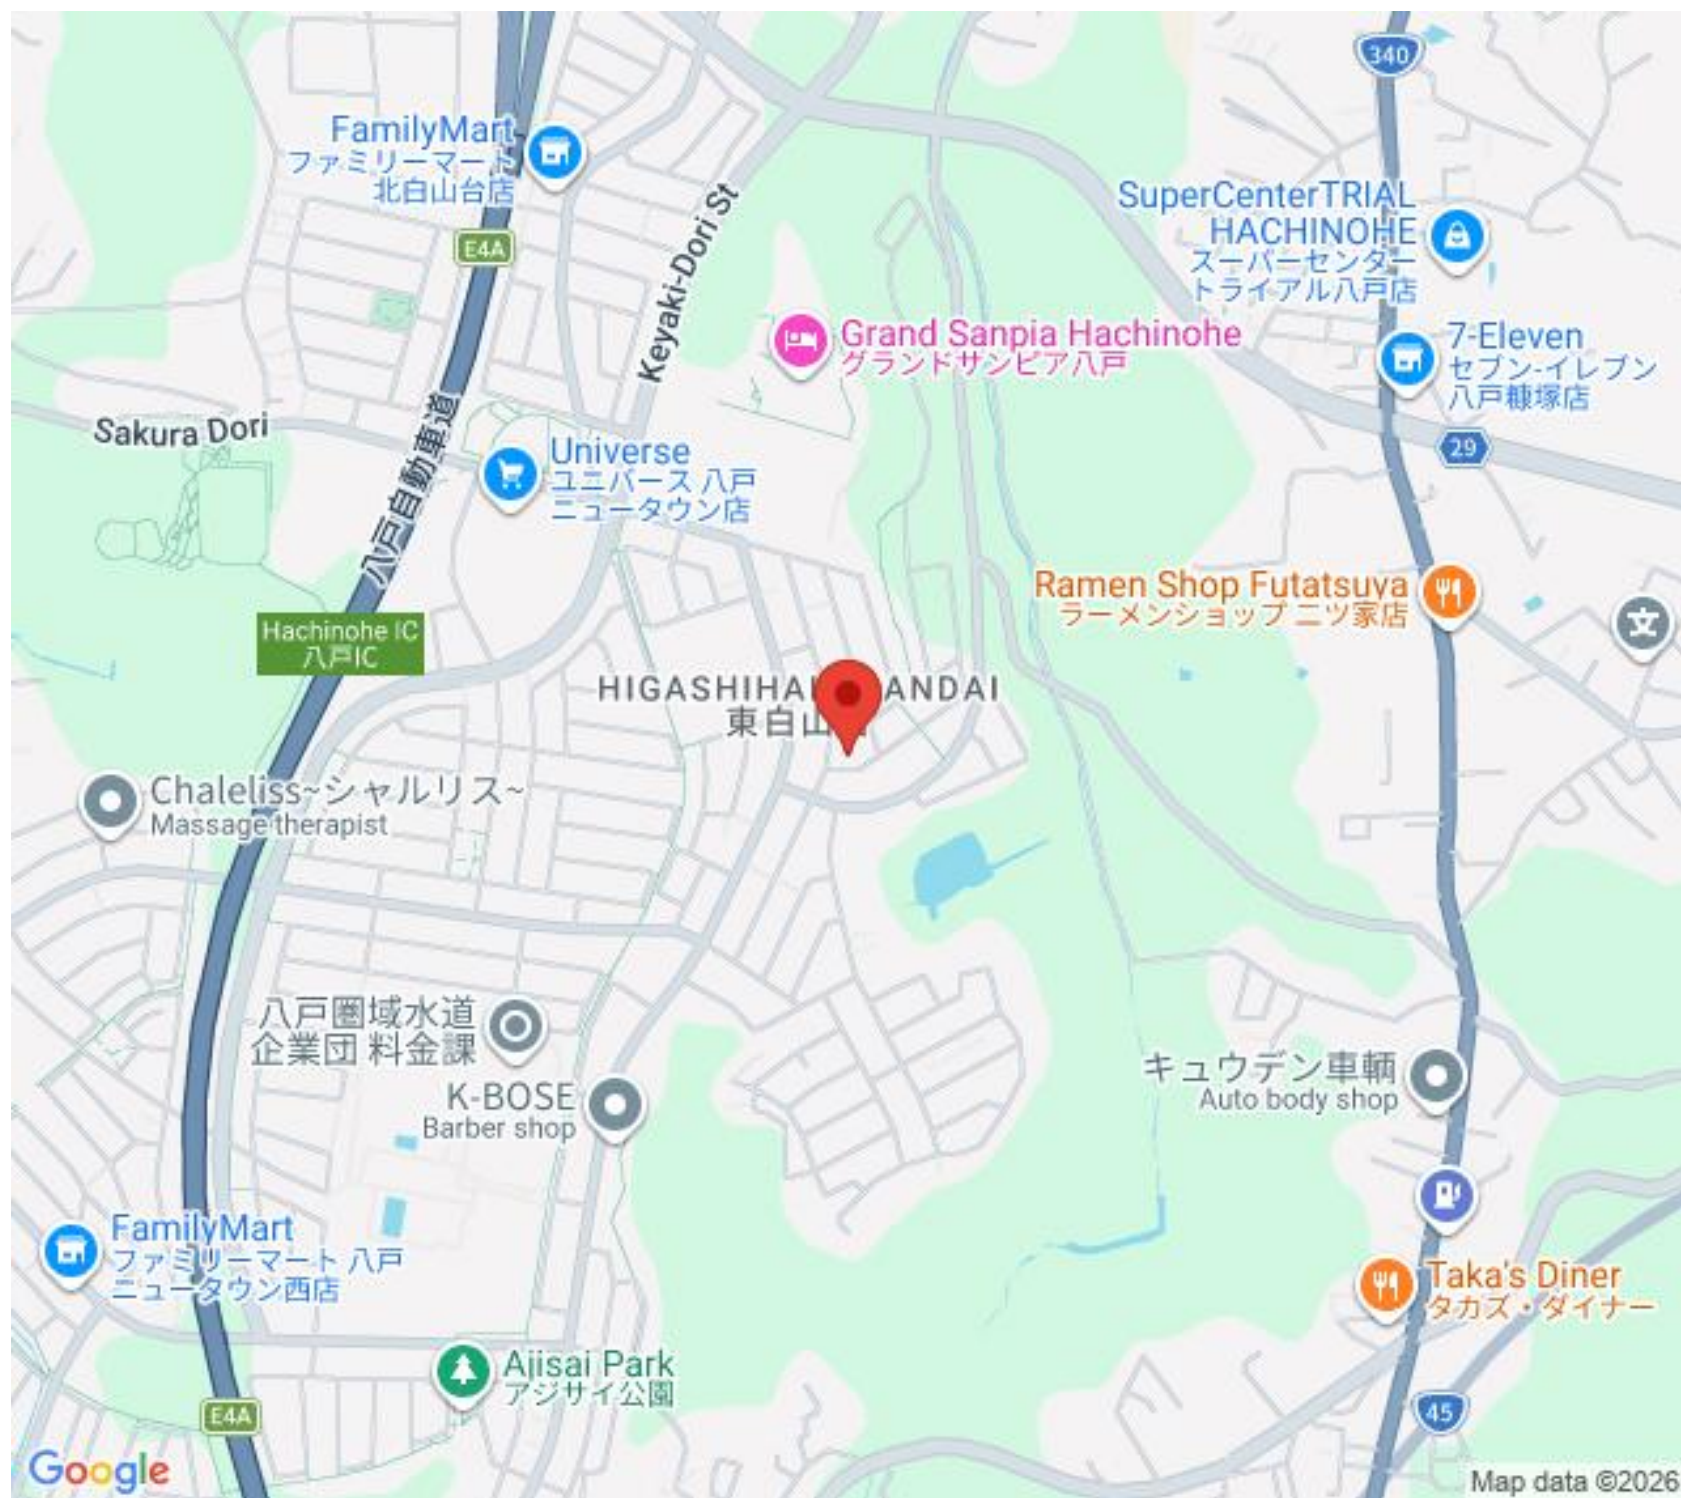 340
FamilyMart
ファミリーマート
北白山台店
E4A
SuperCenterTRIAL
HACHINOHE
スーパーセンター
トライアル八戸店
Keyaki-Dori St
Grand Sanpia Hachinohe
グランドサンピア八戸
7-Eleven
セブン-イレブン
八戸糠塚店
Sakura Dori
29
八戸自動車道
Universe
ユニバース 八戸
ニュータウン店
Ramen Shop Futatsuya
ラーメンショップ 二ツ家店
文
Hachinohe IC
八戸IC
東白山
Chaleliss~シャルリス~
Massage therapist
八戸圏域水道
企業団 料金課
K-BOSE
Barber shop
キュウデン車輌
Auto body shop
FamilyMart
ファミリーマート 八戸
ニュータウン西店
Taka's Diner
タカズ・ダイナー
Ajisai Park
アジサイ公園
E4A
45
Google
Map data ©2026